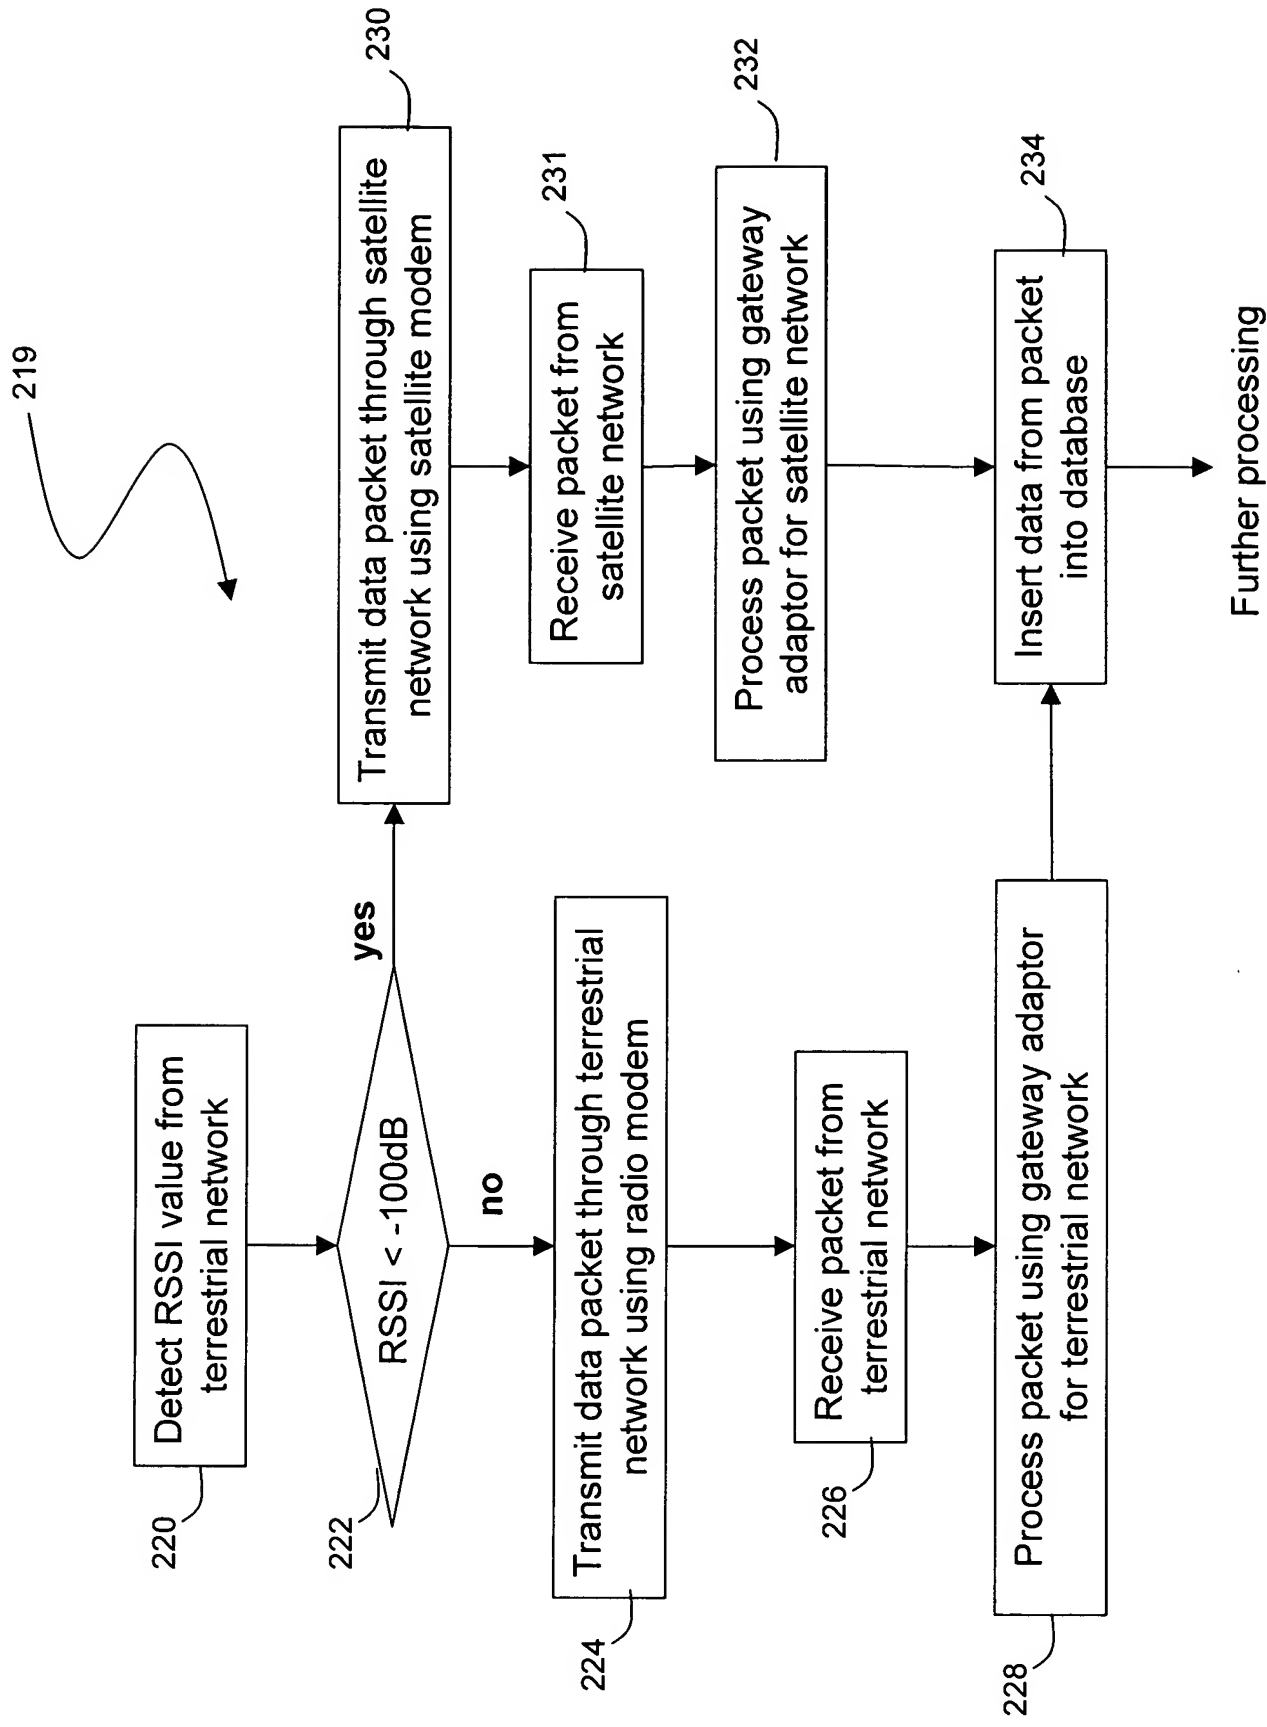 219
Detect RSSI value from
terrestrial network
220
RSSI < -100dB
222
yes
no
Transmit data packet through satellite
network using satellite modem
230
Transmit data packet through terrestrial
network using radio modem
224
Receive packet from
satellite network
231
Receive packet from
terrestrial network
226
Process packet using gateway
adaptor for satellite network
232
Process packet using gateway adaptor
for terrestrial network
228
Insert data from packet
into database
234
Further processing